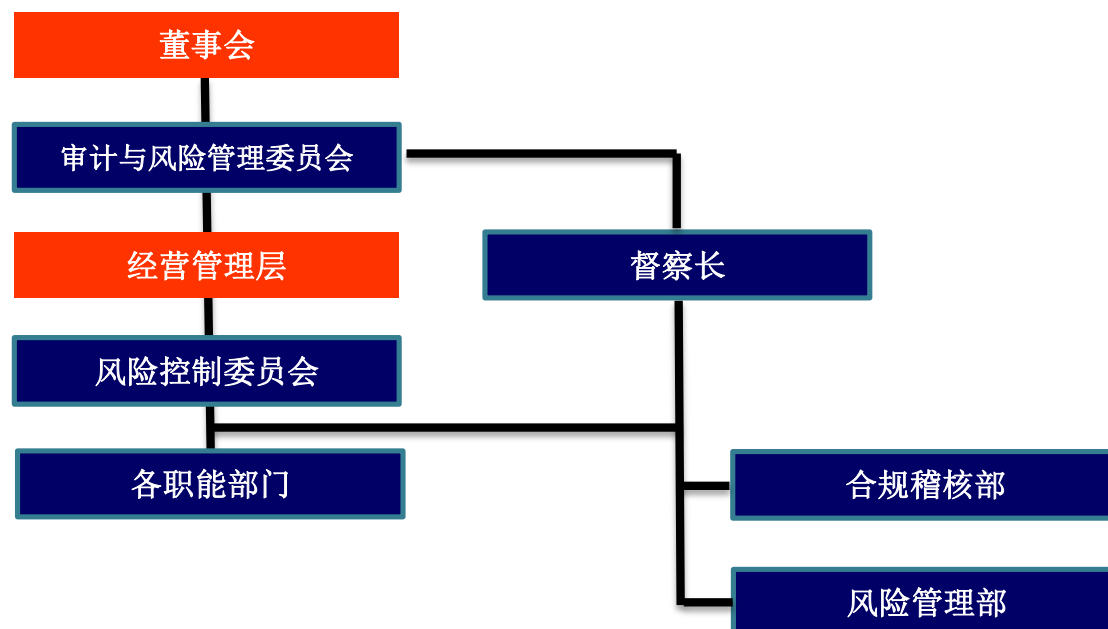 董事会
审计与风险管理委员会
经营管理层
督察长
风险控制委员会
各职能部门
合规稽核部
风险管理部